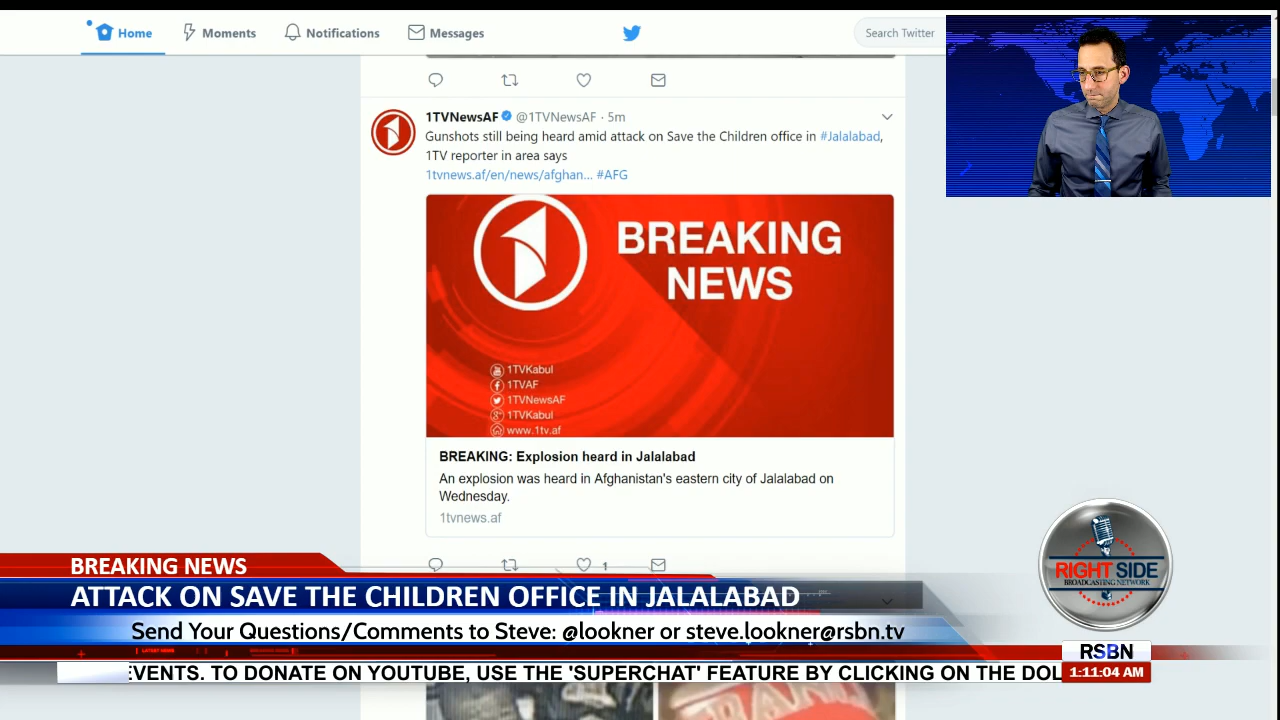 Home
Moments
Notifications
Messages
Search Twitter
1TVNewsAF @1TVNewsAF · 5m
Gunshots still being heard amid attack on Save the Children office in #Jalalabad,
1TV reporter in area says
1tvnews.af/en/news/afghan... #AFG
BREAKING
NEWS
1TVKabul
1TVAF
1TVNewsAF
1TVKabul
www.1tv.af
BREAKING: Explosion heard in Jalalabad
An explosion was heard in Afghanistan's eastern city of Jalalabad on
Wednesday.
1tvnews.af
1
BREAKING NEWS
ATTACK ON SAVE THE CHILDREN OFFICE IN JALALABAD
Send Your Questions/Comments to Steve: @lookner or steve.lookner@rsbn.tv
LATEST NEWS
BREAKING NEWS
RIGHT SIDE
BROADCASTING NETWORK
RSBN
EVENTS. TO DONATE ON YOUTUBE, USE THE 'SUPERCHAT' FEATURE BY CLICKING ON THE DOL
1:11:04 AM